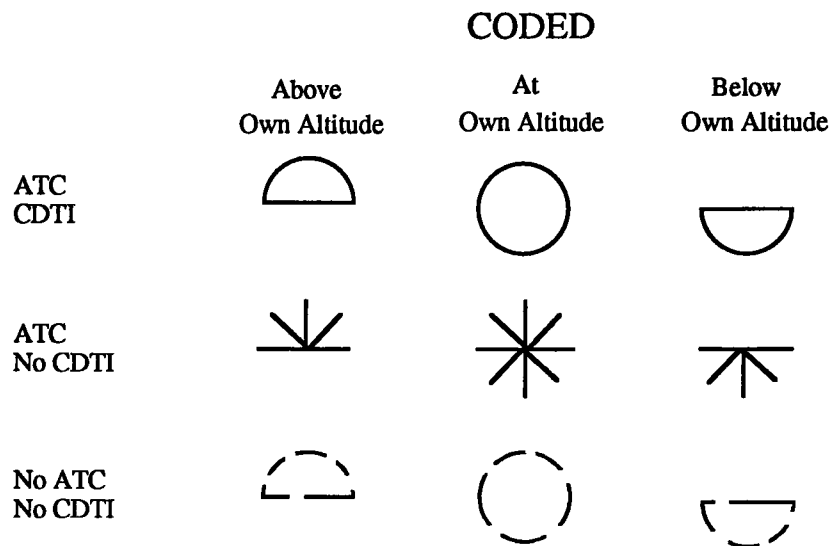 CODED
Above
Own Altitude
At
Own Altitude
Below
Own Altitude
ATC
CDTI
ATC
No CDTI
No ATC
No CDTI